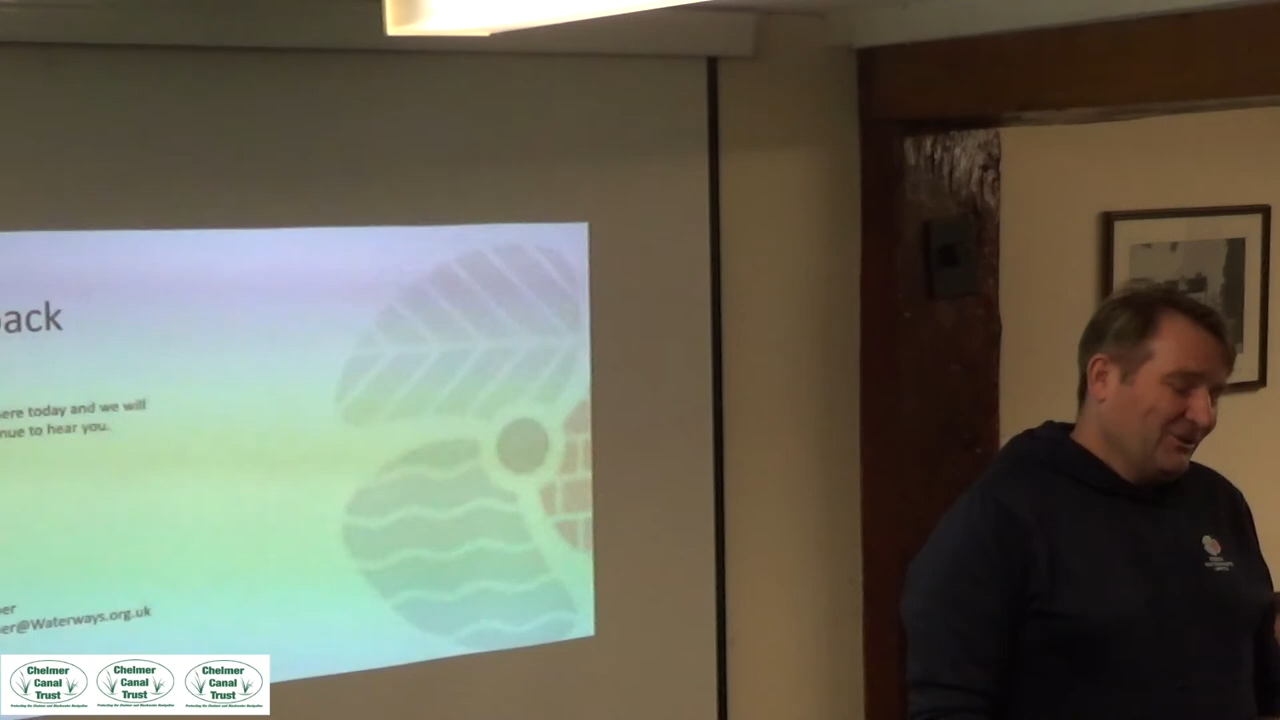 ack
ere today and we will
nue to hear you.
er
er@Waterways.org.uk
Chelmer
Canal
Trust
Chelmer
Canal
Trust
Chelmer
Canal
Trust